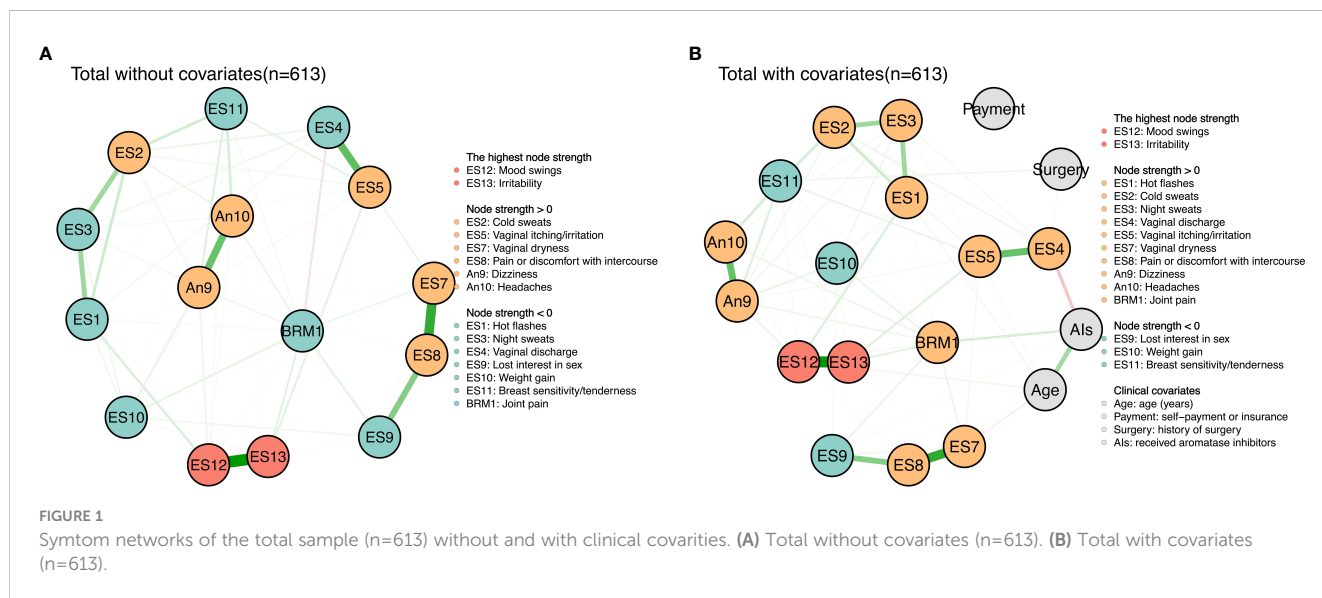 A
Total without covariates(n=613)
ES11
ES4
ES2
ES5
An10
ES3
An9
ES7
ES1
BRM1
ES8
ES10
ES9
ES12
ES13
The highest node strength
ES12: Mood swings
ES13: Irritability
Node strength > 0
ES2: Cold sweats
ES5: Vaginal itching/irritation
ES7: Vaginal dryness
ES8: Pain or discomfort with intercourse
An9: Dizziness
An10: Headaches
Node strength < 0
ES1: Hot flashes
ES3: Night sweats
ES4: Vaginal discharge
ES9: Lost interest in sex
ES10: Weight gain
ES11: Breast sensitivity/tenderness
BRM1: Joint pain
B
Total with covariates(n=613)
Payment
ES2
ES3
Surgery
ES11
ES1
An10
ES10
ES5
ES4
An9
AIs
BRM1
ES12
ES13
Age
ES9
ES8
ES7
The highest node strength
ES12: Mood swings
ES13: Irritability
Node strength > 0
ES1: Hot flashes
ES2: Cold sweats
ES3: Night sweats
ES4: Vaginal discharge
ES5: Vaginal itching/irritation
ES7: Vaginal dryness
ES8: Pain or discomfort with intercourse
An9: Dizziness
An10: Headaches
BRM1: Joint pain
Node strength < 0
ES9: Lost interest in sex
ES10: Weight gain
ES11: Breast sensitivity/tenderness
Clinical covariates
Age: age (years)
Payment: self−payment or insurance
Surgery: history of surgery
AIs: received aromatase inhibitors
FIGURE 1
Symtom networks of the total sample (n=613) without and with clinical covarities. (A) Total without covariates (n=613). (B) Total with covariates
(n=613).